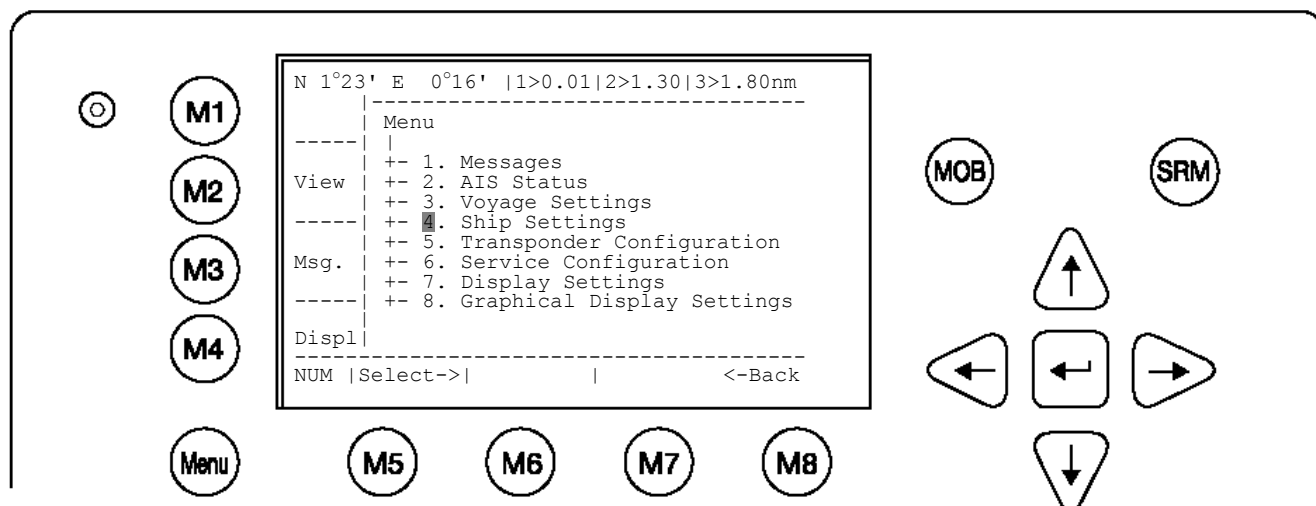 N 1°23' E  0°16' |1>0.01|2>1.30|3>1.80nm
|------------------------------------
M1
| Menu
-----| |
| +- 1. Messages
MOB
SRM
M2
View | +- 2. AIS Status
| +- 3. Voyage Settings
-----| +- 4. Ship Settings
| +- 5. Transponder Configuration
M3
Msg. | +- 6. Service Configuration
| +- 7. Display Settings
-----| +- 8. Graphical Display Settings
|
M4
Displ|
-------------------------------------------
NUM |Select->|          |          <-Back
Menu
M5
M6
M7
M8